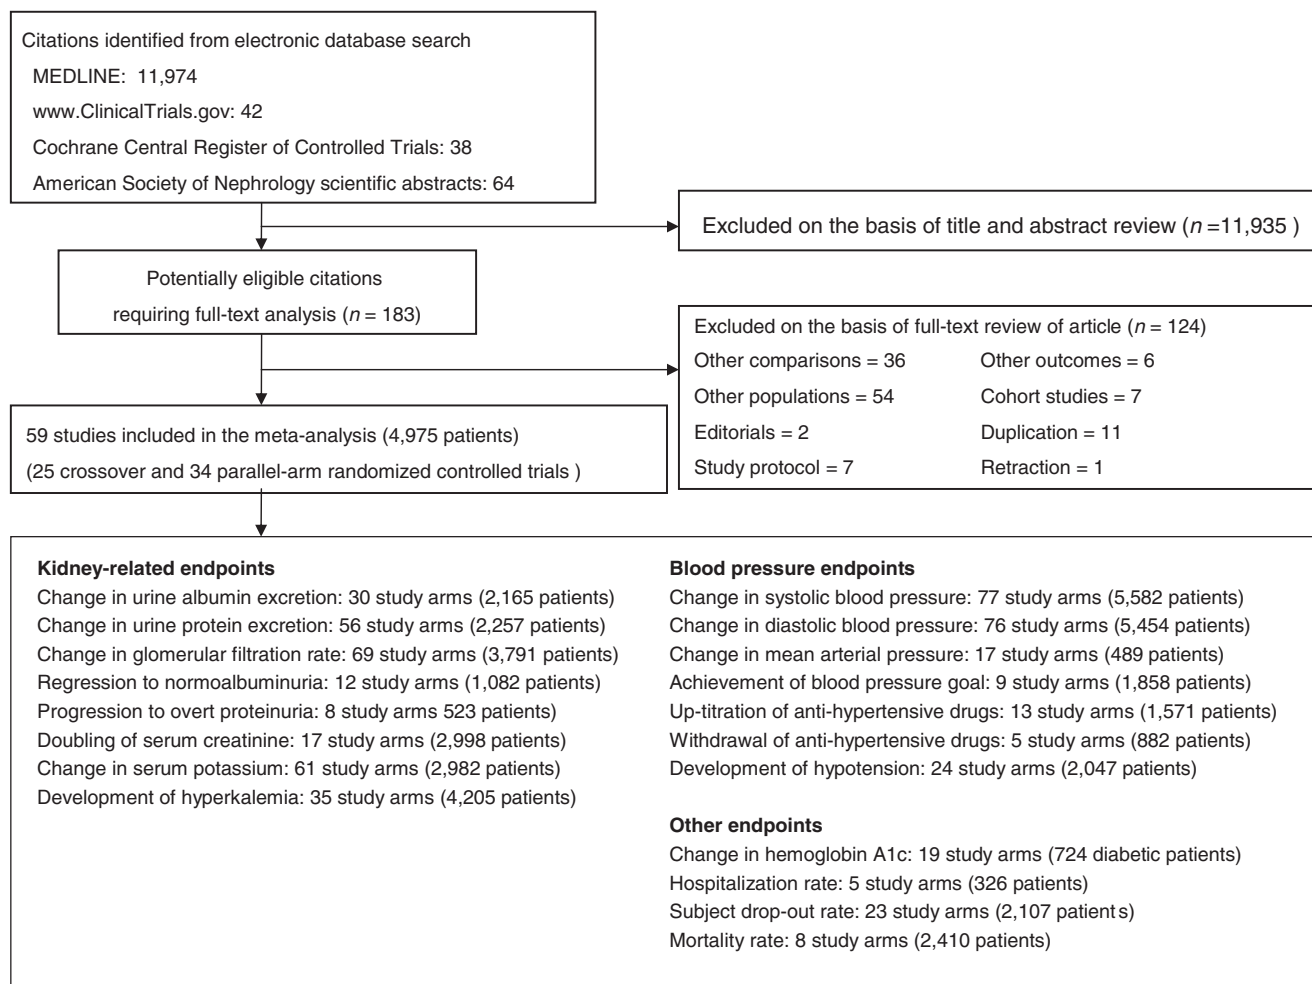 Citations identified from electronic database search
MEDLINE: 11,974
www.ClinicalTrials.gov: 42
Cochrane Central Register of Controlled Trials: 38
American Society of Nephrology scientific abstracts: 64
Excluded on the basis of title and abstract review (n =11,935 )
Potentially eligible citations
requiring full-text analysis (n = 183)
Excluded on the basis of full-text review of article (n = 124)
Other comparisons = 36
Other outcomes = 6
Other populations = 54
Cohort studies = 7
Editorials = 2
Duplication = 11
Study protocol = 7
Retraction = 1
59 studies included in the meta-analysis (4,975 patients)
(25 crossover and 34 parallel-arm randomized controlled trials )
Kidney-related endpoints
Change in urine albumin excretion: 30 study arms (2,165 patients)
Change in urine protein excretion: 56 study arms (2,257 patients)
Change in glomerular filtration rate: 69 study arms (3,791 patients)
Regression to normoalbuminuria: 12 study arms (1,082 patients)
Progression to overt proteinuria: 8 study arms 523 patients)
Doubling of serum creatinine: 17 study arms (2,998 patients)
Change in serum potassium: 61 study arms (2,982 patients)
Development of hyperkalemia: 35 study arms (4,205 patients)
Blood pressure endpoints
Change in systolic blood pressure: 77 study arms (5,582 patients)
Change in diastolic blood pressure: 76 study arms (5,454 patients)
Change in mean arterial pressure: 17 study arms (489 patients)
Achievement of blood pressure goal: 9 study arms (1,858 patients)
Up-titration of anti-hypertensive drugs: 13 study arms (1,571 patients)
Withdrawal of anti-hypertensive drugs: 5 study arms (882 patients)
Development of hypotension: 24 study arms (2,047 patients)
Other endpoints
Change in hemoglobin A1c: 19 study arms (724 diabetic patients)
Hospitalization rate: 5 study arms (326 patients)
Subject drop-out rate: 23 study arms (2,107 patients)
Mortality rate: 8 study arms (2,410 patients)